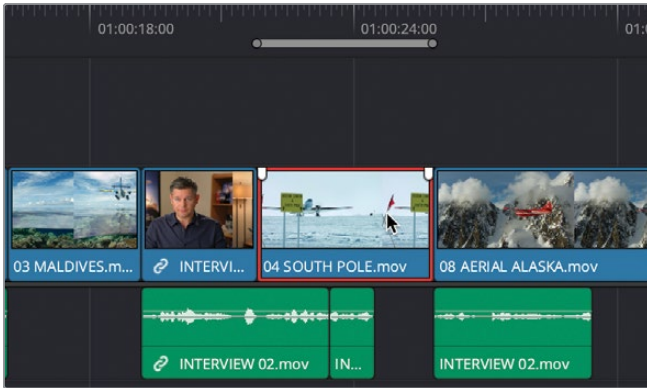 01:00:18:00
01:00:24:00
01:
03 MALDIVES.m...
INTERVI...
04 SOUTH POLE.mov
08 AERIAL ALASKA.mov
INTERVIEW 02.mov
IN...
INTERVIEW 02.mov